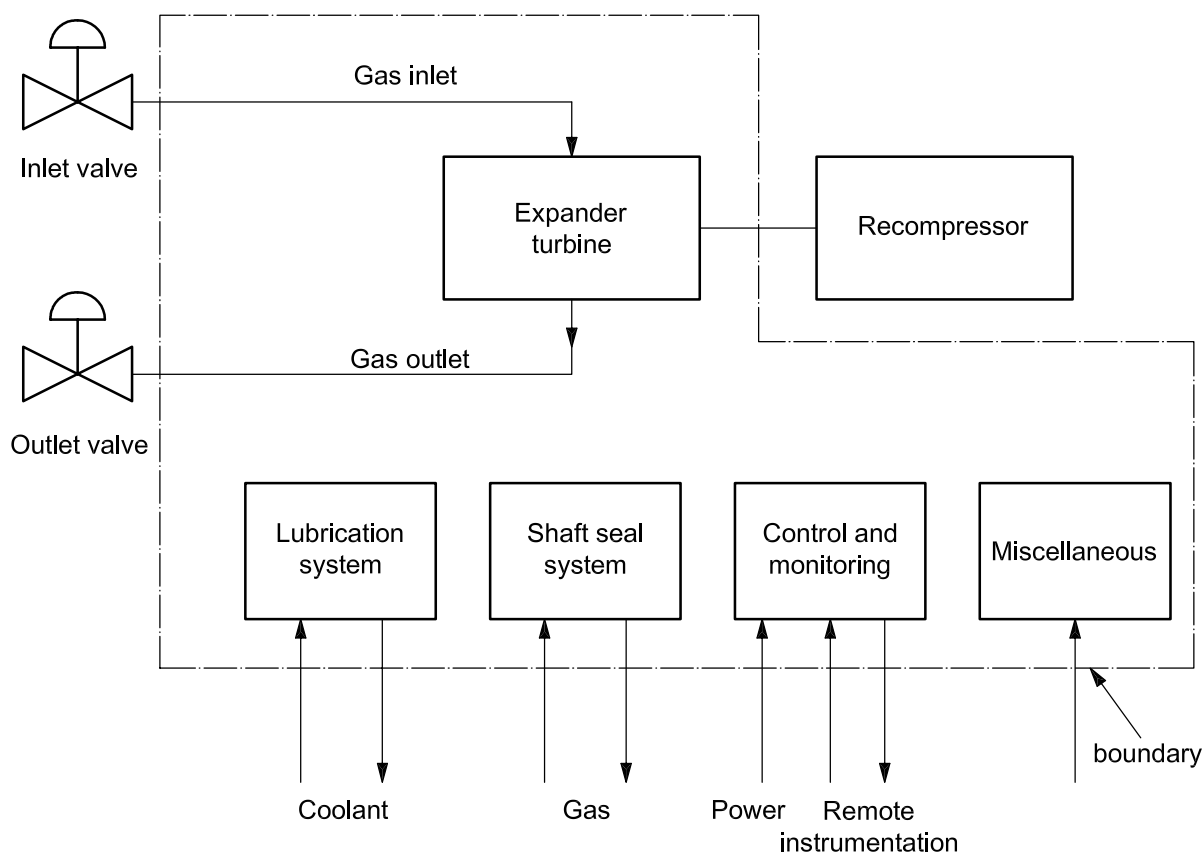 Gas inlet
Inlet valve
Expander
turbine
Recompressor
Gas outlet
Outlet valve
Lubrication
system
Shaft seal
system
Control and
monitoring
Miscellaneous
boundary
Coolant
Gas
Power
Remote
instrumentation